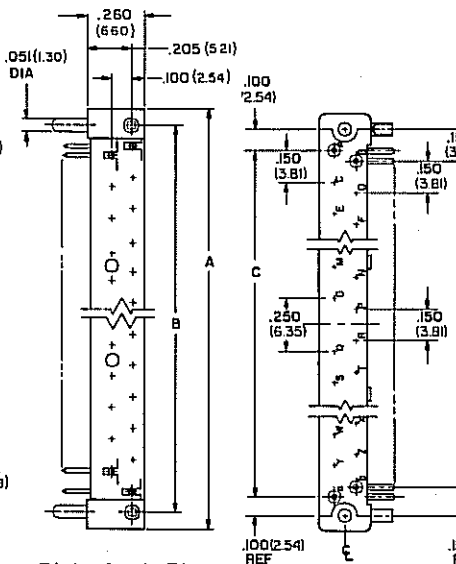 .260
(6.60)
.205 (5.21)
.051(1.30)
DIA
.100 (2.54)
A
B
.100
(2.54)
.150
(3.81)
.150
(3.81)
C
D
E
F
M
N
C
.250
(6.35)
.150
(3.81)
P
R
S
T
W
Y
Z
.100(2.54)
REF